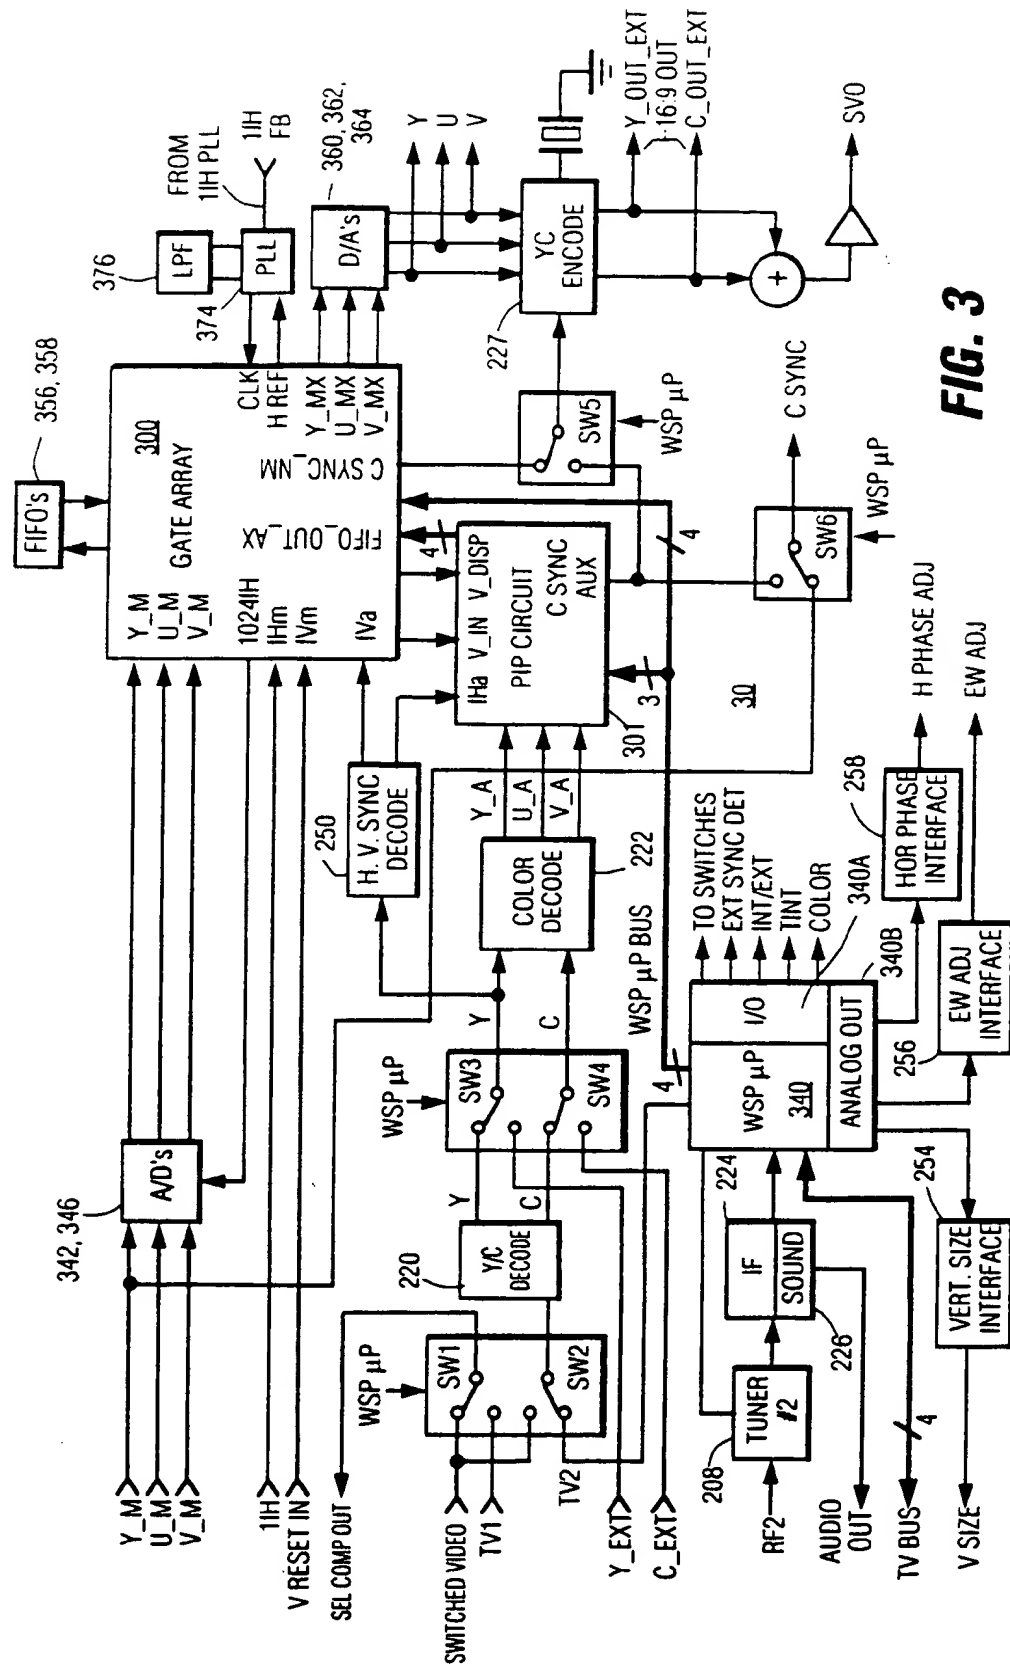 Y_M
U_M
V_M
1IH
V RESET IN
SEL COMP OUT
SWITCHED VIDEO
TV1
TV2
Y_EXT
C_EXT
RF2
AUDIO
OUT
TV BUS
V SIZE
342, 346
A/D's
WSP µP
SW1
SW2
220
Y/C
DECODE
Y
C
WSP µP
SW3
SW4
Y
C
250
H. V. SYNC
DECODE
COLOR
DECODE
222
Y_A
U_A
V_A
FIFO's
356, 358
Y_M
U_M
V_M
300
GATE ARRAY
1024IH
IHm
IVm
IVa
FIFO_OUT_AX
C SYNC_NM
CLK
H REF
Y_MX
U_MX
V_MX
376
LPF
374
PLL
FROM
1IH PLL
1IH
FB
D/A's
360, 362,
364
Y
U
V
4
IHa V_IN V_DISP
PIP CIRCUIT
C SYNC
AUX
301
3
4
SW5
WSP µP
227
YC
ENCODE
Y_OUT_EXT
16:9 OUT
C_OUT_EXT
+
SVO
SW6
WSP µP
C SYNC
30
208
TUNER
#2
224
IF
SOUND
226
4
WSP µP BUS
4
WSP µP
340
I/O
ANALOG OUT
TO SWITCHES
EXT SYNC DET
INT/EXT
TINT
COLOR
340A
340B
254
VERT. SIZE
INTERFACE
256
EW ADJ
INTERFACE
258
HOR PHASE
INTERFACE
H PHASE ADJ
EW ADJ
FIG. 3